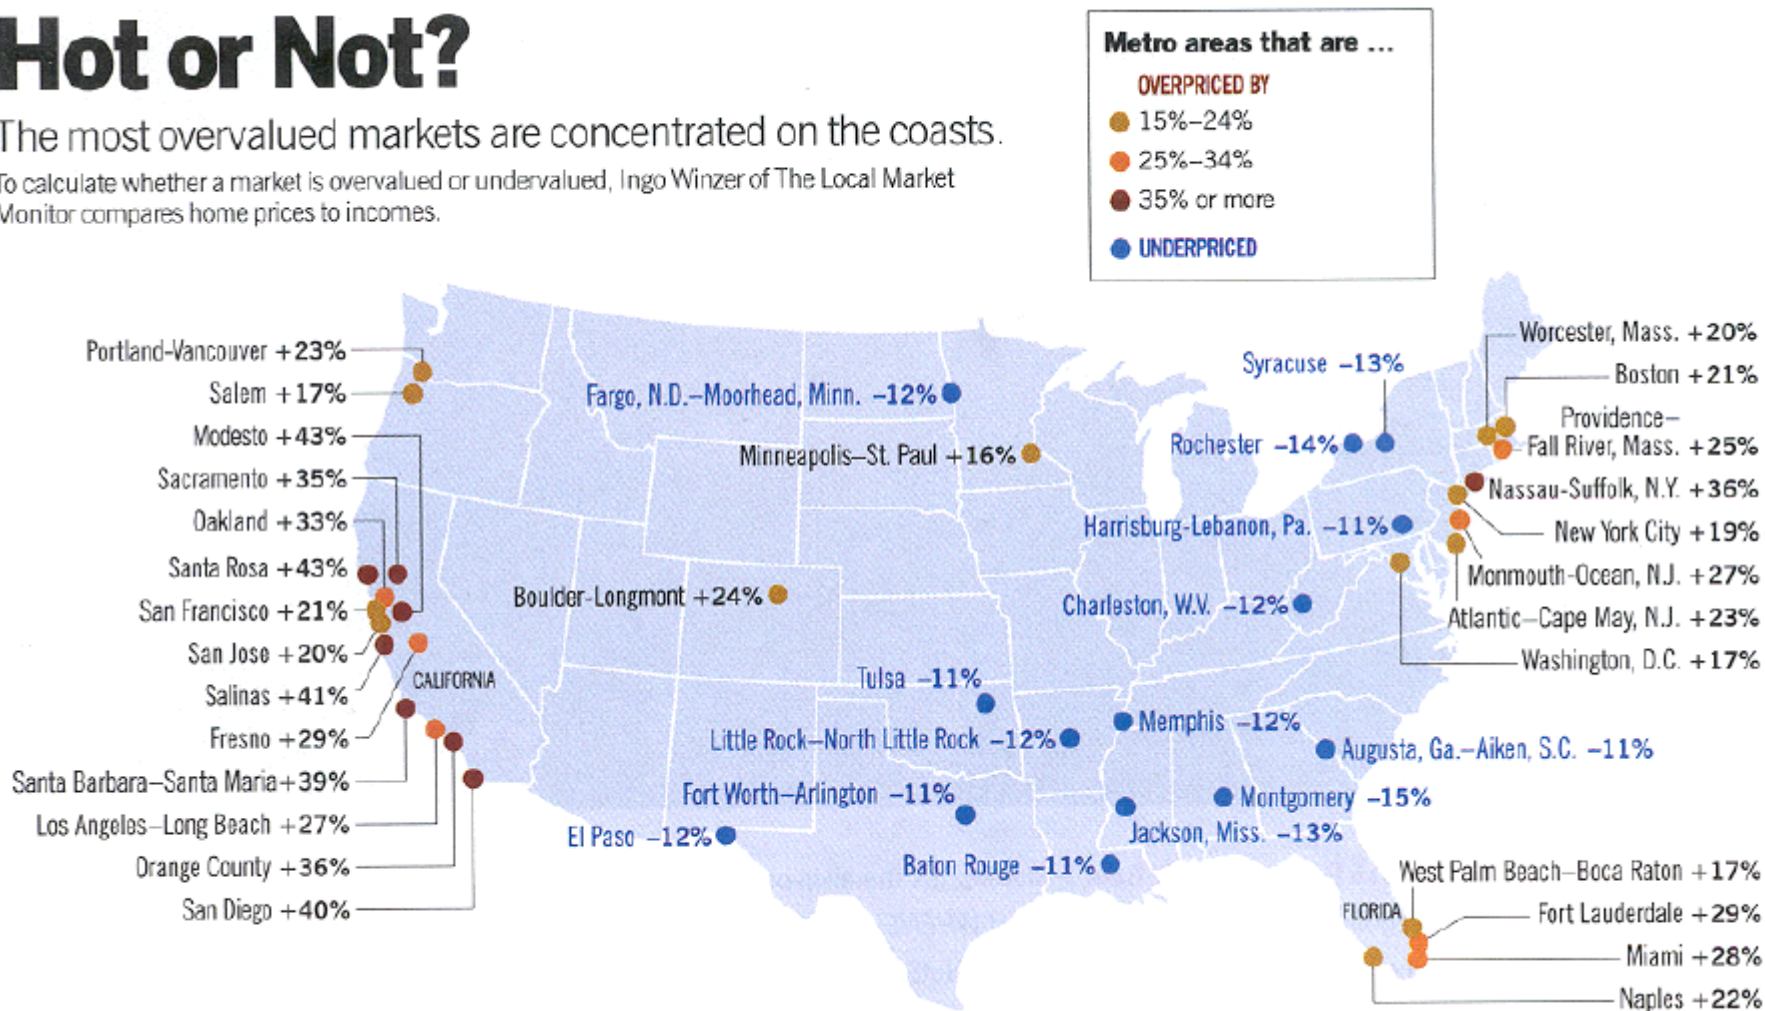 Hot or Not?
The most overvalued markets are concentrated on the coasts.
To calculate whether a market is overvalued or undervalued, Ingo Winzer of The Local Market
Monitor compares home prices to incomes.
Metro areas that are ...
OVERPRICED BY
15%–24%
25%–34%
35% or more
UNDERPRICED
Portland-Vancouver +23%
Salem +17%
Modesto +43%
Sacramento +35%
Oakland +33%
Santa Rosa +43%
San Francisco +21%
San Jose +20%
Salinas +41%
Fresno +29%
Santa Barbara–Santa Maria +39%
Los Angeles–Long Beach +27%
Orange County +36%
San Diego +40%
CALIFORNIA
Fargo, N.D.–Moorhead, Minn. –12%
Minneapolis–St. Paul +16%
Boulder-Longmont +24%
Tulsa –11%
Little Rock–North Little Rock –12%
Fort Worth–Arlington –11%
El Paso –12%
Baton Rouge –11%
Syracuse –13%
Rochester –14%
Harrisburg-Lebanon, Pa. –11%
Charleston, W.V. –12%
Memphis –12%
Augusta, Ga.–Aiken, S.C. –11%
Montgomery –15%
Jackson, Miss. –13%
Worcester, Mass. +20%
Boston +21%
Providence–
Fall River, Mass. +25%
Nassau-Suffolk, N.Y. +36%
New York City +19%
Monmouth-Ocean, N.J. +27%
Atlantic–Cape May, N.J. +23%
Washington, D.C. +17%
West Palm Beach–Boca Raton +17%
FLORIDA
Fort Lauderdale +29%
Miami +28%
Naples +22%